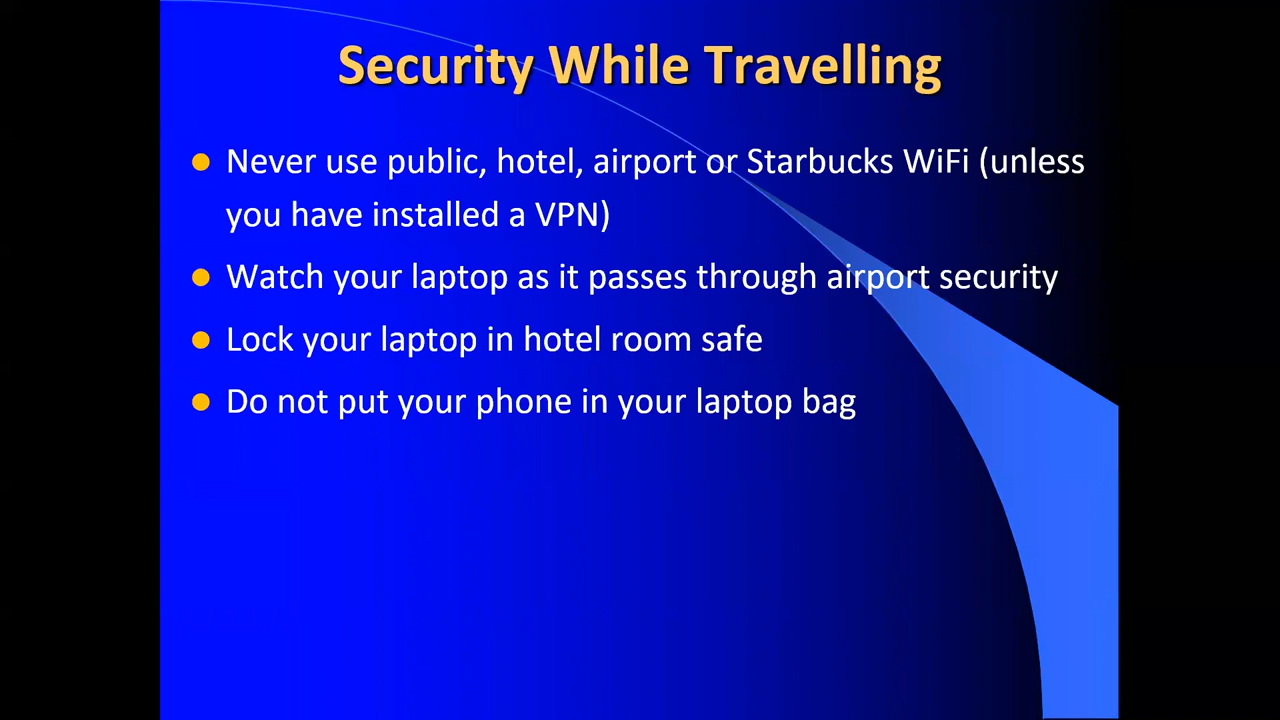 Security While Travelling
Never use public, hotel, airport or Starbucks WiFi (unless
you have installed a VPN)
Watch your laptop as it passes through airport security
Lock your laptop in hotel room safe
Do not put your phone in your laptop bag